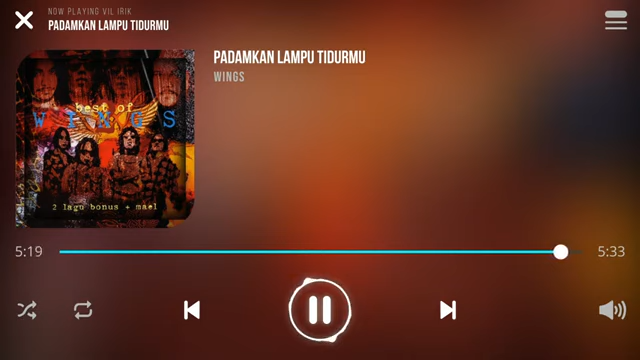 NOW PLAYING VIL IRIK
PADAMKAN LAMPU TIDURMU
PADAMKAN LAMPU TIDURMU
WINGS
best of
WINGS
2 lagu bonus + mael
5:19
5:33